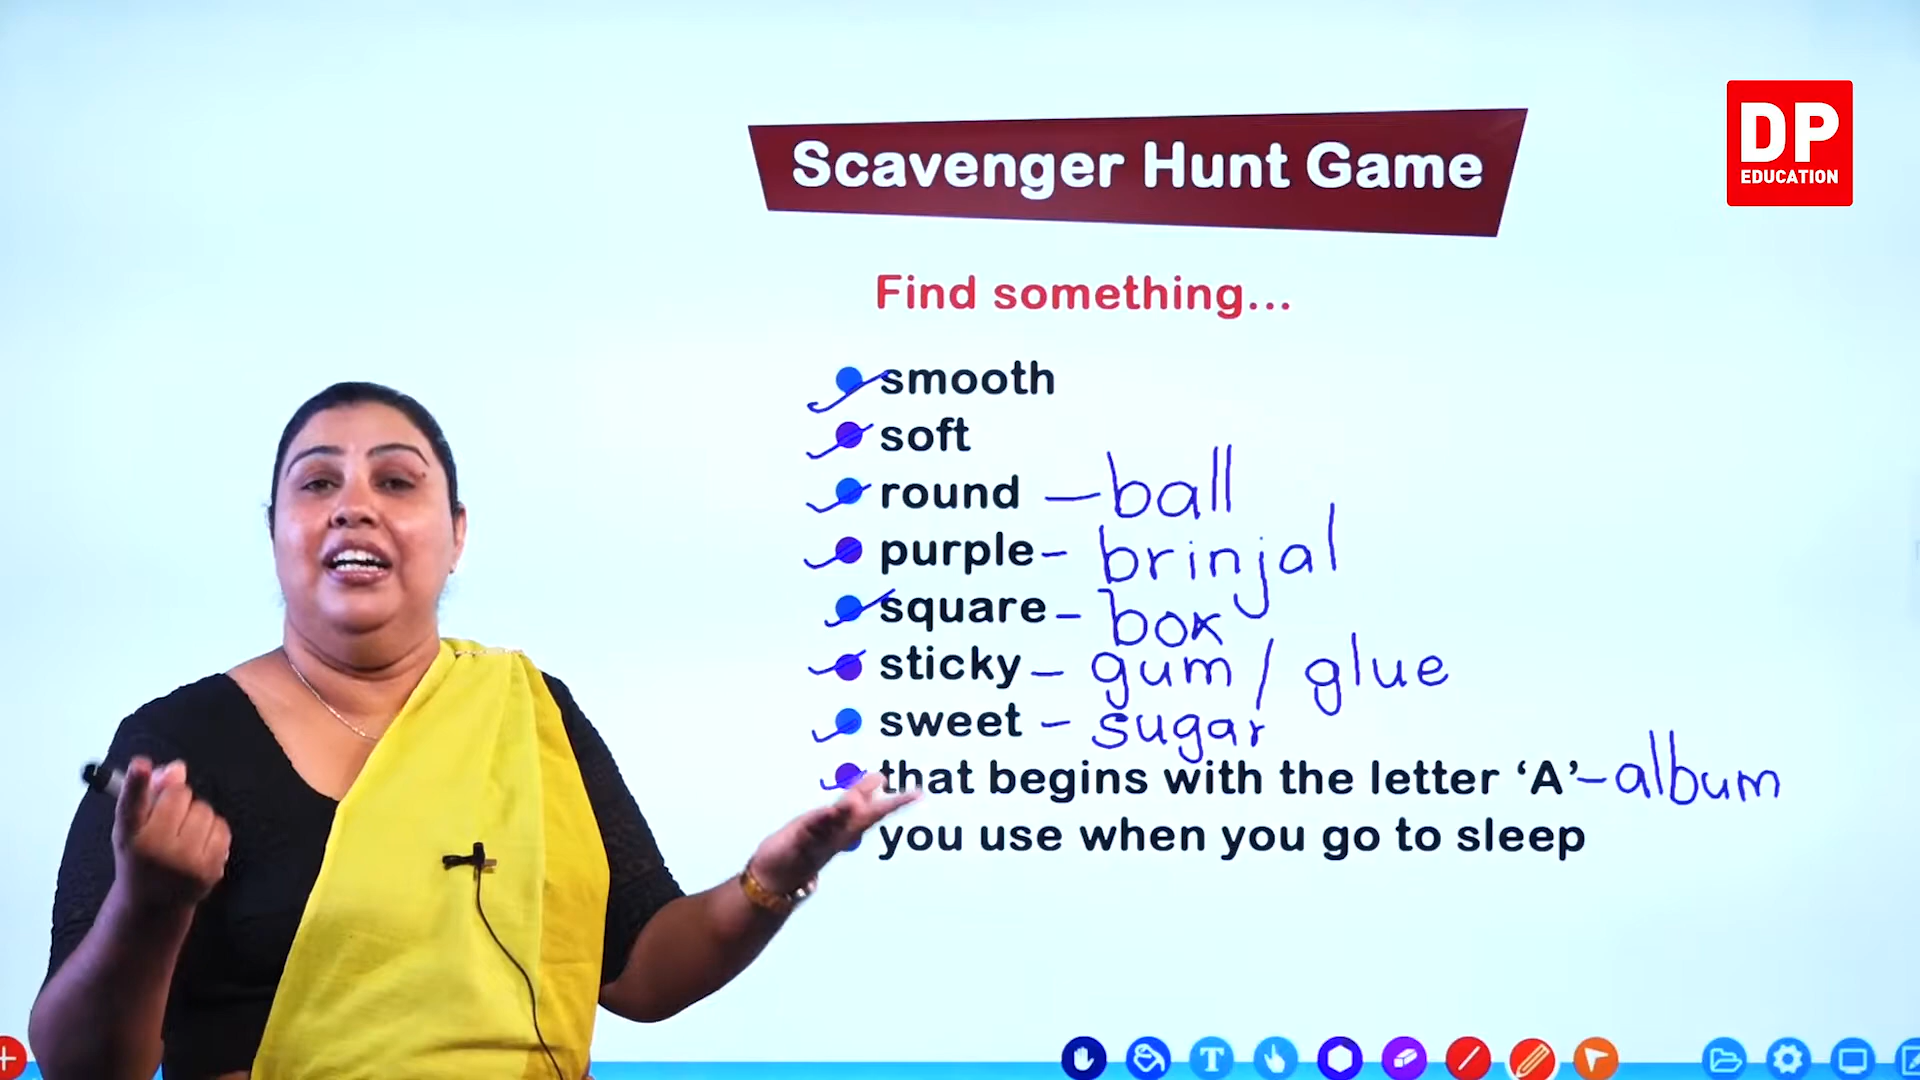 DP
EDUCATION
Scavenger Hunt Game
Find something...
smooth
soft
round – ball
purple – brinjal
square – box
sticky – gum / glue
sweet – sugar
that begins with the letter ‘A’ – album
you use when you go to sleep
T